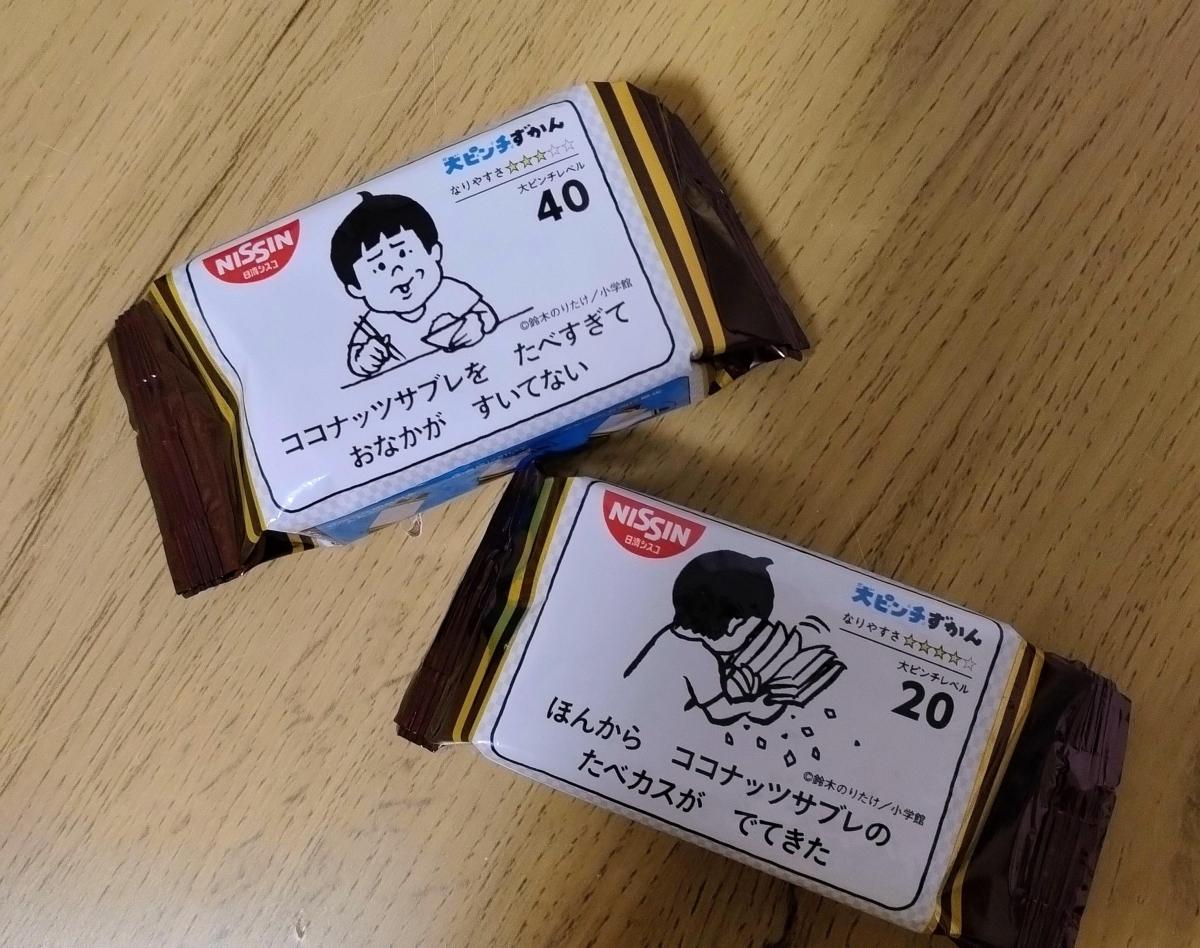 大ピンチずかん
なりやすさ★★★☆☆
大ピンチレベル
40
NISSIN
日清シスコ
©鈴木のりたけ/小学館
ココナッツサブレを たべすぎて
おなかが すいてない
NISSIN
日清シスコ
大ピンチずかん
なりやすさ★★★★☆
大ピンチレベル
20
©鈴木のりたけ/小学館
ほんから ココナッツサブレの
たべカスが でてきた